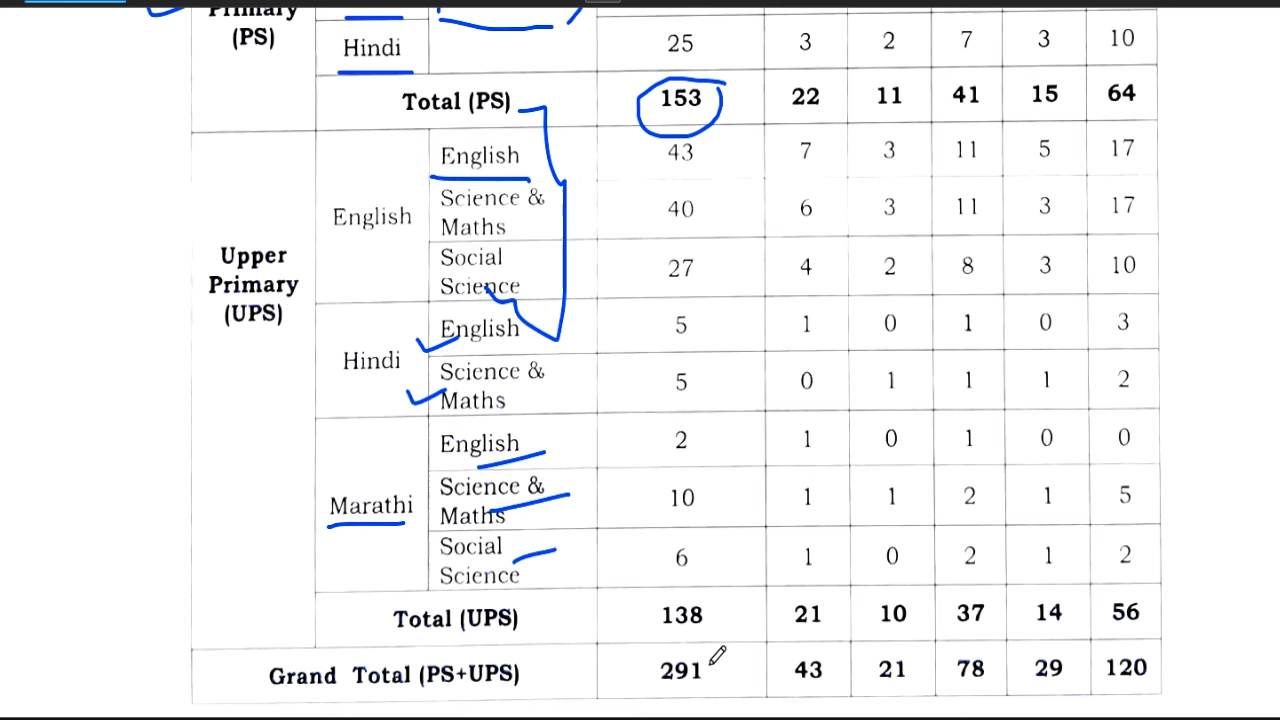 Primary
(PS)
Hindi 25 3 2 7 3 10
Total (PS) 153 22 11 41 15 64
Upper
Primary
(UPS)
English
English 43 7 3 11 5 17
Science &
Maths 40 6 3 11 3 17
Social
Science 27 4 2 8 3 10
Hindi
English 5 1 0 1 0 3
Science &
Maths 5 0 1 1 1 2
Marathi
English 2 1 0 1 0 0
Science &
Maths 10 1 1 2 1 5
Social
Science 6 1 0 2 1 2
Total (UPS) 138 21 10 37 14 56
Grand Total (PS+UPS) 291 43 21 78 29 120